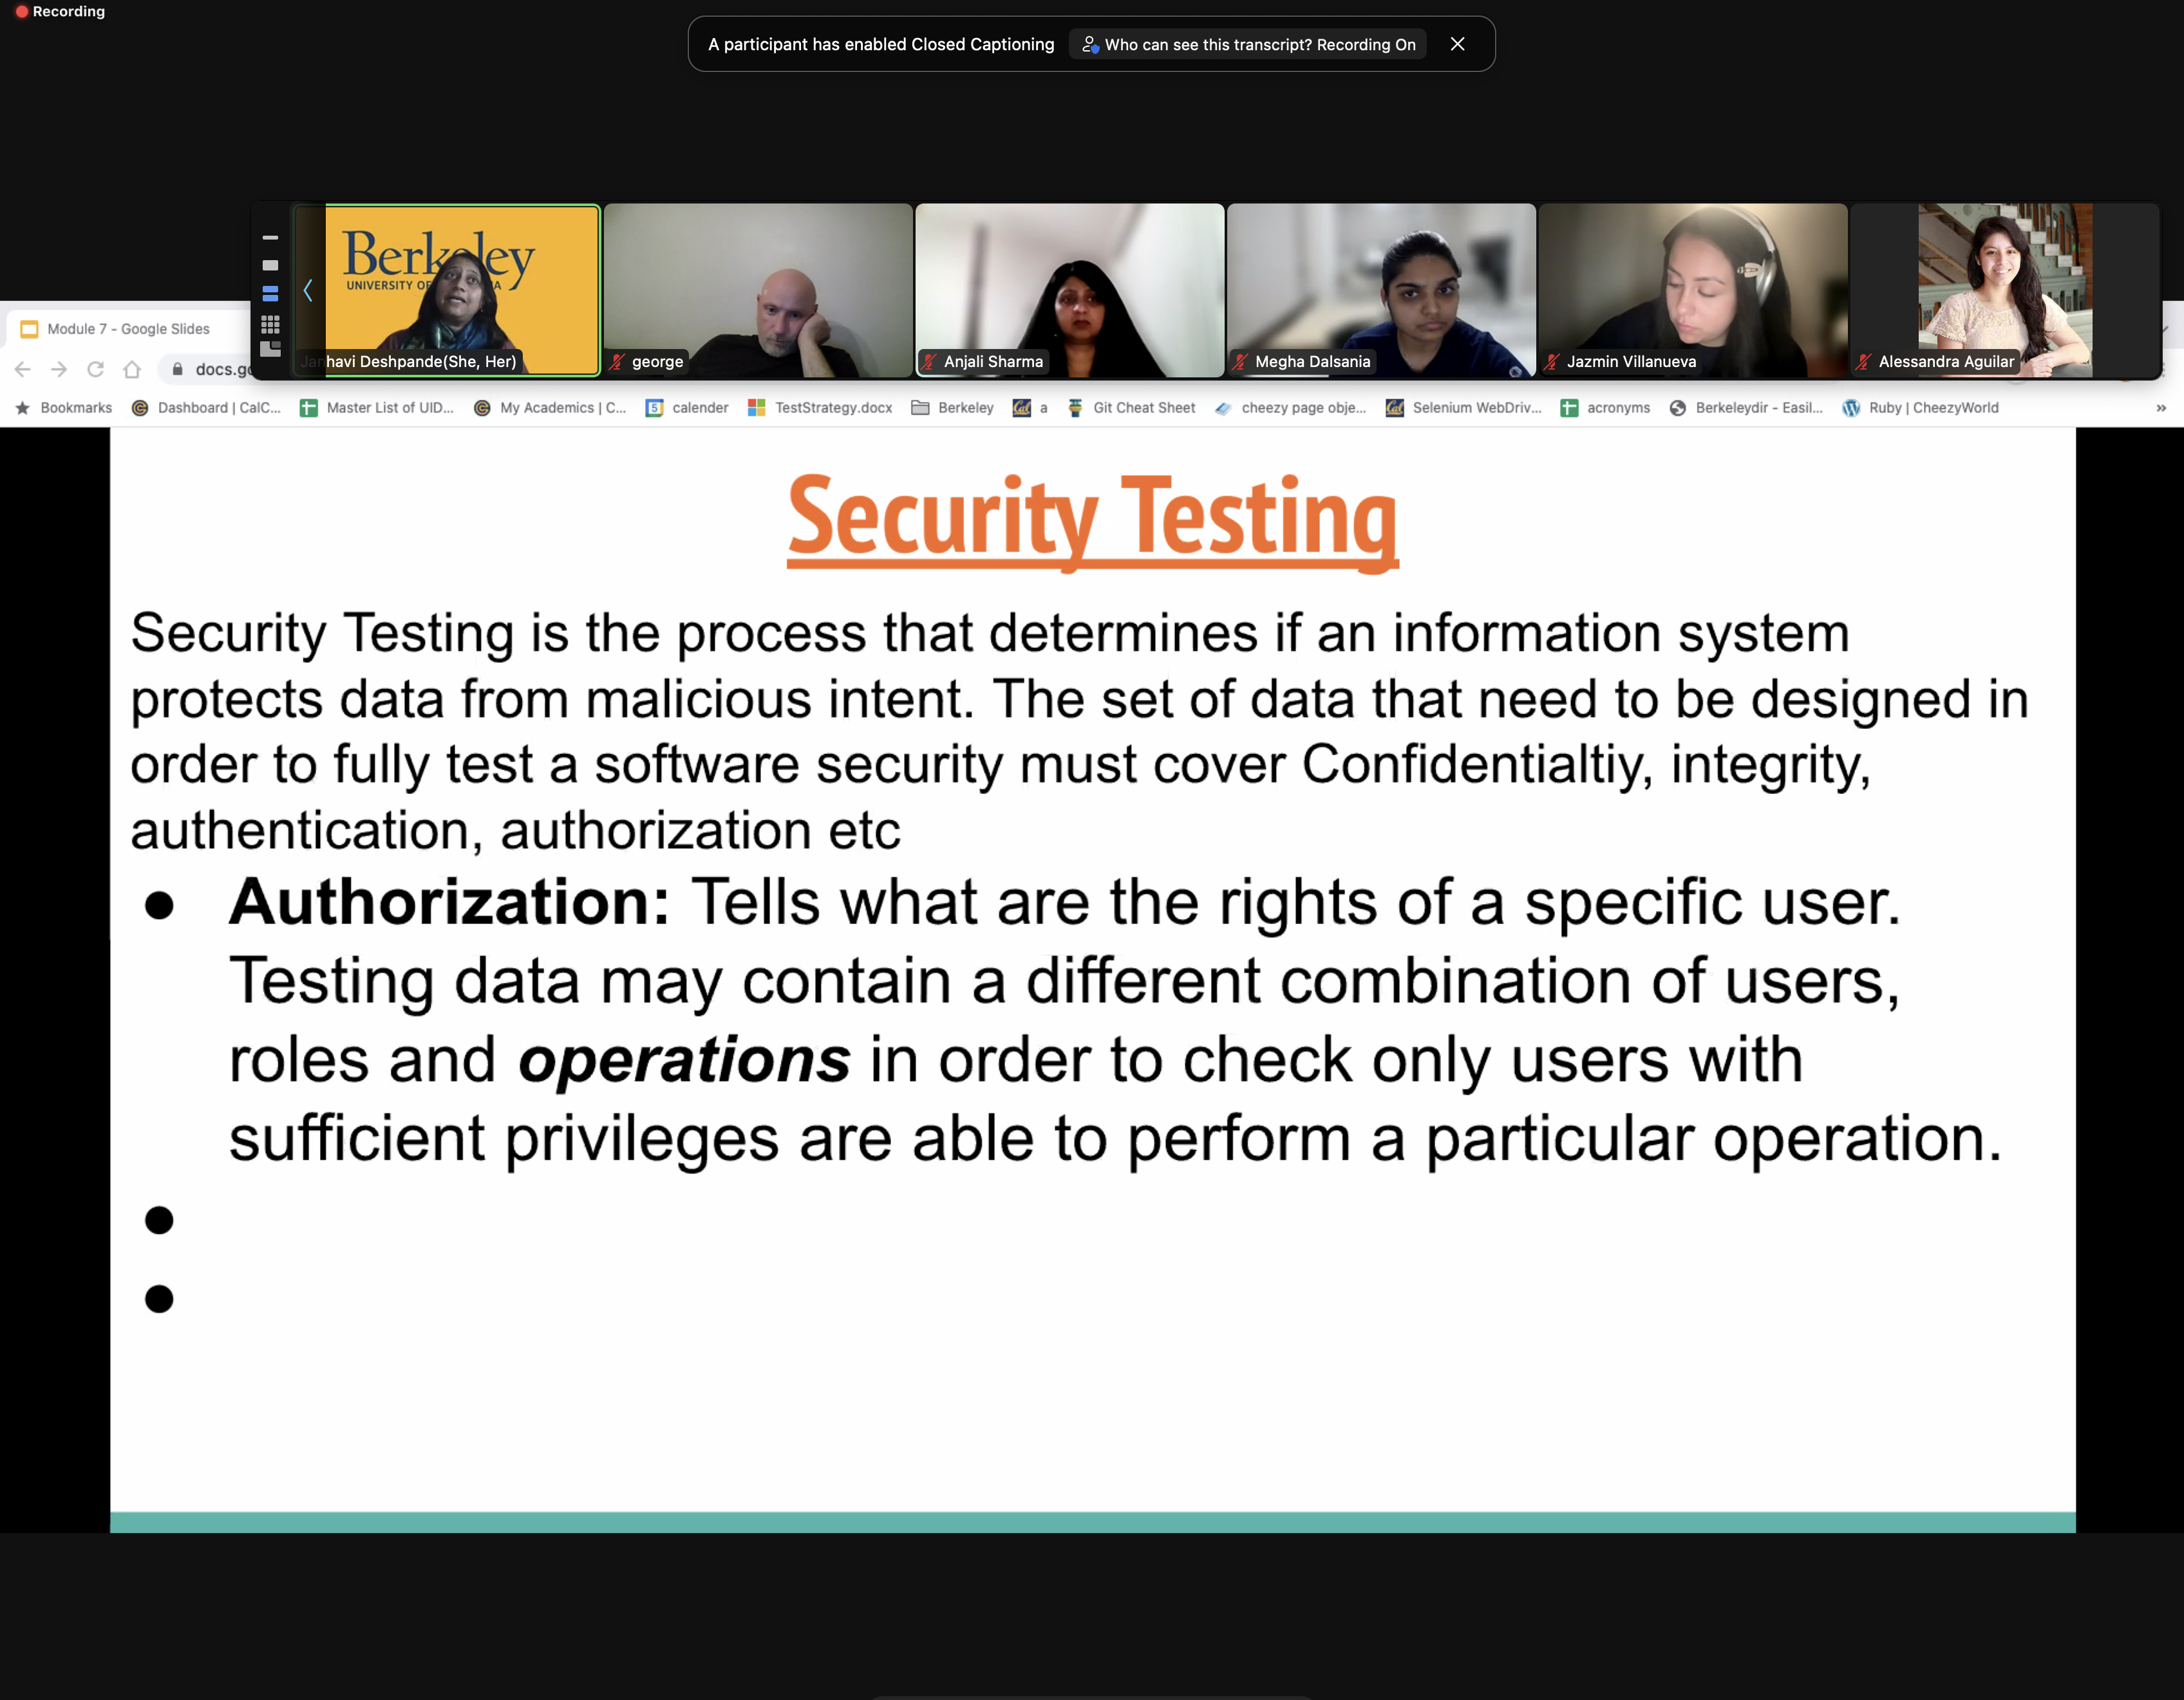 Recording
A participant has enabled Closed Captioning Who can see this transcript? Recording On
Berkeley
UNIVERSITY OF
Janhavi Deshpande(She, Her)
george
Anjali Sharma
Megha Dalsania
Jazmin Villanueva
Alessandra Aguilar
Module 7 - Google Slides
Bookmarks Dashboard | CalC... Master List of UID... My Academics | C... 5 calender TestStrategy.docx Berkeley Cal a Git Cheat Sheet cheezy page obje... Cal Selenium WebDriv... acronyms Berkeleydir - Easil... Ruby | CheezyWorld »
Security Testing
Security Testing is the process that determines if an information system
protects data from malicious intent. The set of data that need to be designed in
order to fully test a software security must cover Confidentialtiy, integrity,
authentication, authorization etc
● Authorization: Tells what are the rights of a specific user.
Testing data may contain a different combination of users,
roles and operations in order to check only users with
sufficient privileges are able to perform a particular operation.
●
●